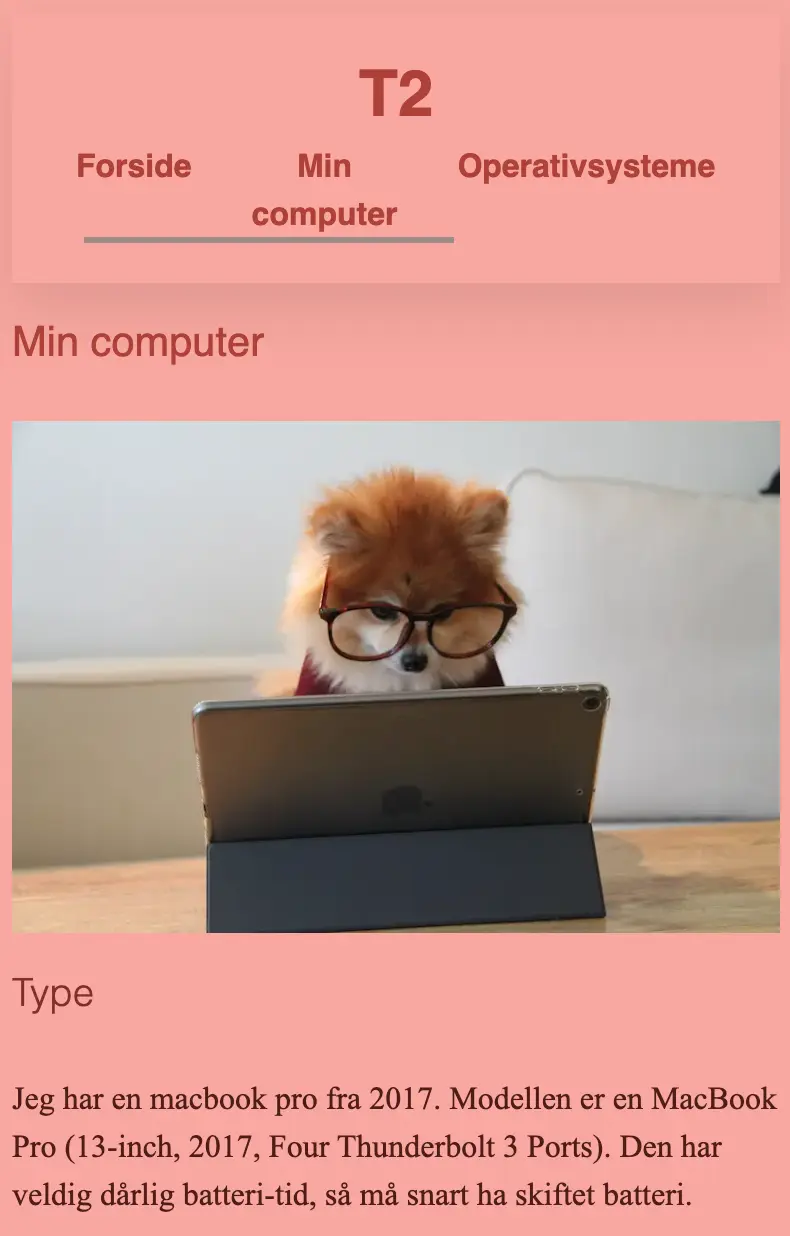 T2
Forside Min computer Operativsysteme
Min computer
Type
Jeg har en macbook pro fra 2017. Modellen er en MacBook
Pro (13-inch, 2017, Four Thunderbolt 3 Ports). Den har
veldig dårlig batteri-tid, så må snart ha skiftet batteri.